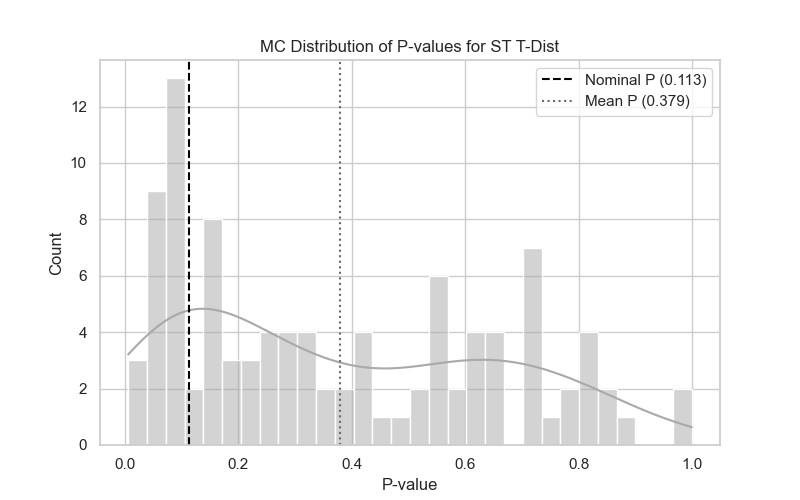 MC Distribution of P-values for ST T-Dist
Nominal P (0.113)
Mean P (0.379)
Count
12
10
8
6
4
2
0
0.0 0.2 0.4 0.6 0.8 1.0
P-value